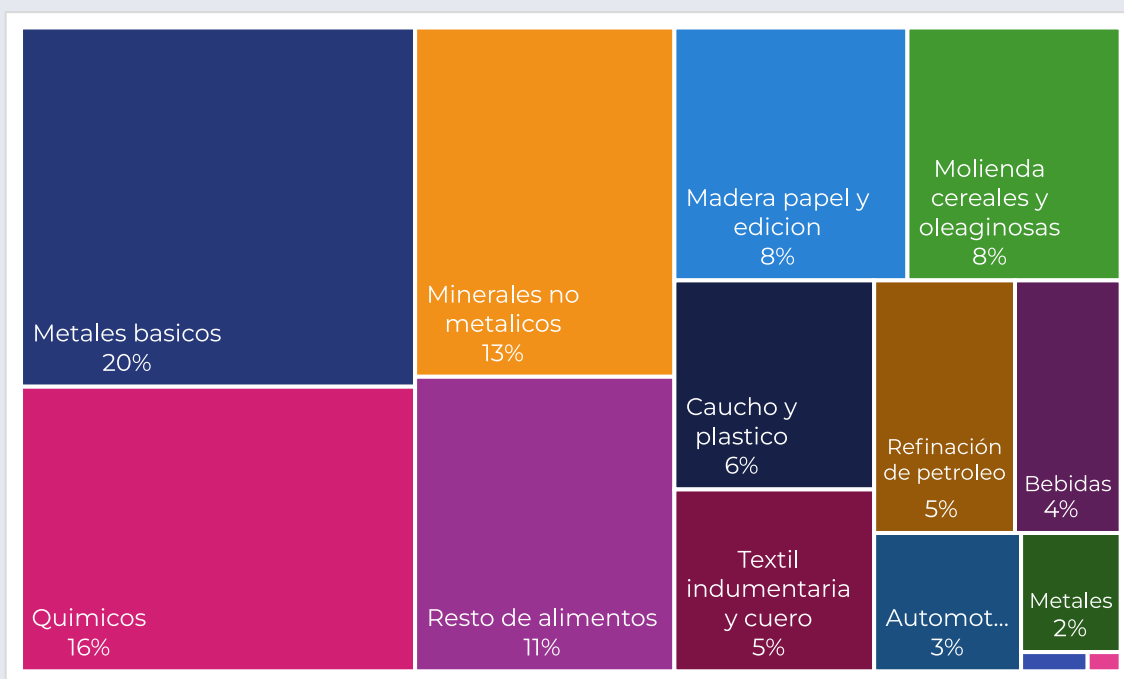 Metales basicos
20%
Quimicos
16%
Minerales no
metalicos
13%
Resto de alimentos
11%
Madera papel y
edicion
8%
Molienda
cereales y
oleaginosas
8%
Caucho y
plastico
6%
Textil
indumentaria
y cuero
5%
Refinación
de petroleo
5%
Bebidas
4%
Automot...
3%
Metales
2%